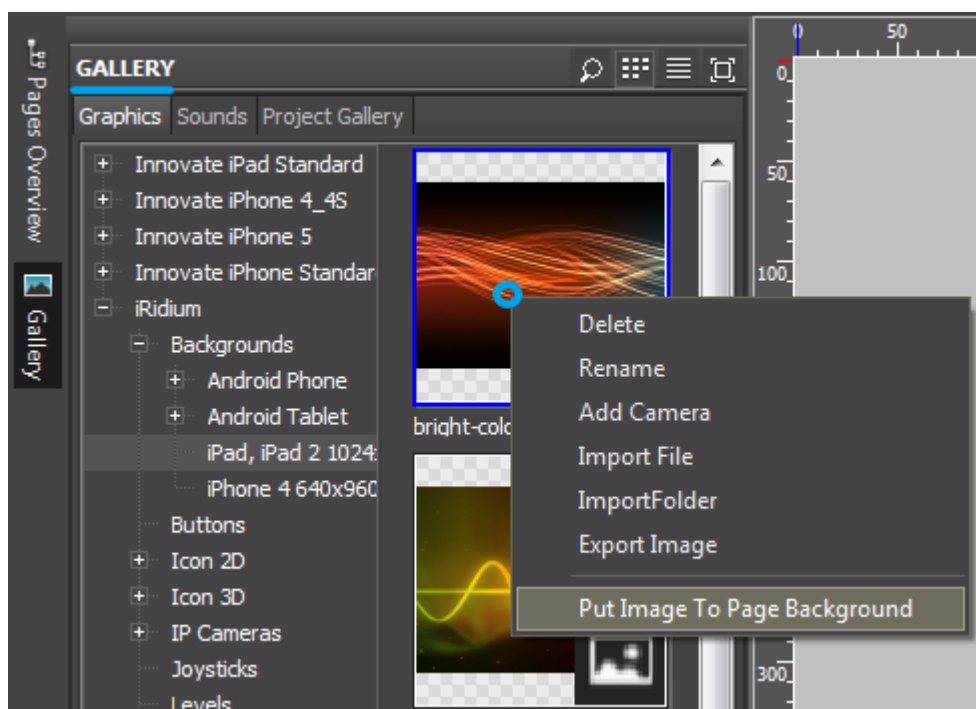 Pages Overview
Gallery
GALLERY
Graphics Sounds Project Gallery
Innovate iPad Standard
Innovate iPhone 4_4S
Innovate iPhone 5
Innovate iPhone Standar
iRidium
Backgrounds
Android Phone
Android Tablet
iPad, iPad 2 1024:
iPhone 4 640x960
Buttons
Icon 2D
Icon 3D
IP Cameras
Joysticks
Levels
bright-colo
Delete
Rename
Add Camera
Import File
ImportFolder
Export Image
Put Image To Page Background
0 50
0
50
100
300